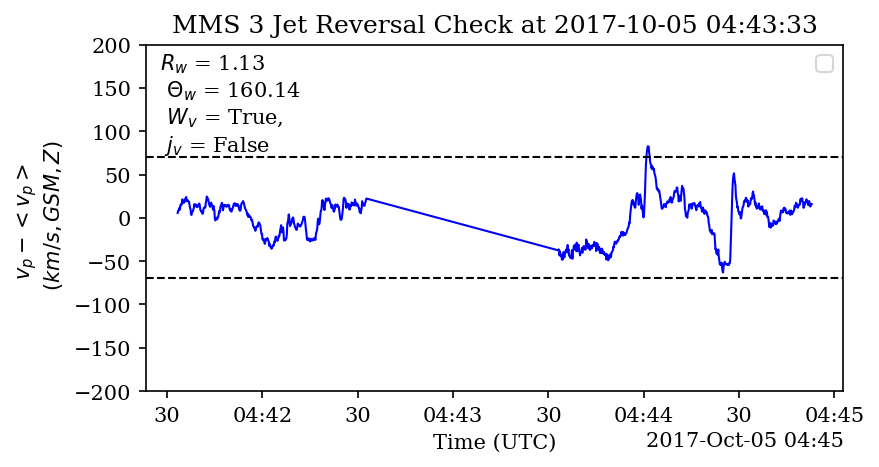 MMS 3 Jet Reversal Check at 2017-10-05 04:43:33
R_w = 1.13
Θ_w = 160.14
W_v = True,
j_v = False
v_p − < v_p >
(km/s, GSM, Z)
200
150
100
50
0
−50
−100
−150
−200
30 04:42 30 04:43 30 04:44 30 04:45
Time (UTC) 2017-Oct-05 04:45